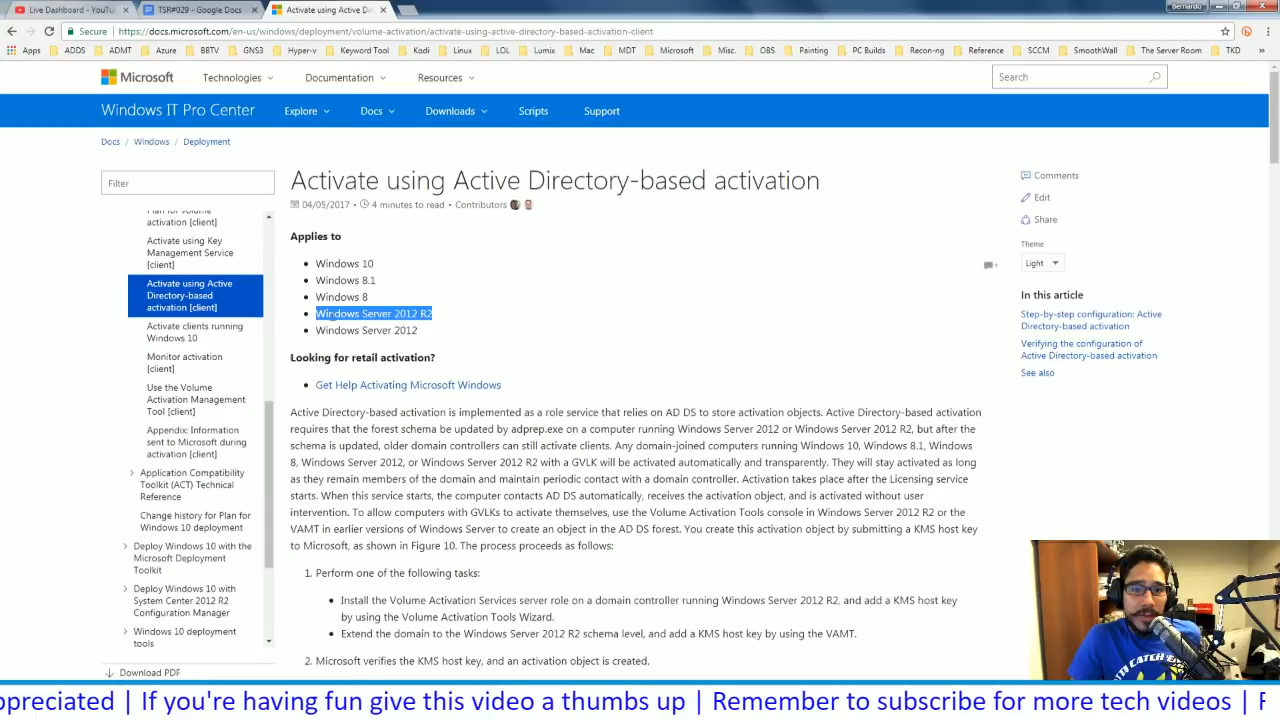 Live Dashboard - YouTu
TSR#029 - Google Docs
Activate using Active D
Bernardo
Secure | https://docs.microsoft.com/en-us/windows/deployment/volume-activation/activate-using-active-directory-based-activation-client
Apps ADDS ADMT Azure BBTV GNS3 Hyper-v Keyword Tool Kodi Linux LOL Lumix Mac MDT Microsoft Misc. OBS Painting PC Builds Recon-ng Reference SCCM SmoothWall The Server Room TKD »
Microsoft Technologies Documentation Resources Search
Windows IT Pro Center Explore Docs Downloads Scripts Support
Docs / Windows / Deployment
Filter
Plan for volume
activation [client]
Activate using Key
Management Service
[client]
Activate using Active
Directory-based
activation [client]
Activate clients running
Windows 10
Monitor activation
[client]
Use the Volume
Activation Management
Tool [client]
Appendix: Information
sent to Microsoft during
activation [client]
Application Compatibility
Toolkit (ACT) Technical
Reference
Change history for Plan for
Windows 10 deployment
Deploy Windows 10 with the
Microsoft Deployment
Toolkit
Deploy Windows 10 with
System Center 2012 R2
Configuration Manager
Windows 10 deployment
tools
Download PDF
Activate using Active Directory-based activation
04/05/2017 • 4 minutes to read • Contributors
Applies to
• Windows 10
• Windows 8.1
• Windows 8
• Windows Server 2012 R2
• Windows Server 2012
Looking for retail activation?
• Get Help Activating Microsoft Windows
Active Directory-based activation is implemented as a role service that relies on AD DS to store activation objects. Active Directory-based activation
requires that the forest schema be updated by adprep.exe on a computer running Windows Server 2012 or Windows Server 2012 R2, but after the
schema is updated, older domain controllers can still activate clients. Any domain-joined computers running Windows 10, Windows 8.1, Windows
8, Windows Server 2012, or Windows Server 2012 R2 with a GVLK will be activated automatically and transparently. They will stay activated as long
as they remain members of the domain and maintain periodic contact with a domain controller. Activation takes place after the Licensing service
starts. When this service starts, the computer contacts AD DS automatically, receives the activation object, and is activated without user
intervention. To allow computers with GVLKs to activate themselves, use the Volume Activation Tools console in Windows Server 2012 R2 or the
VAMT in earlier versions of Windows Server to create an object in the AD DS forest. You create this activation object by submitting a KMS host key
to Microsoft, as shown in Figure 10. The process proceeds as follows:
1. Perform one of the following tasks:
• Install the Volume Activation Services server role on a domain controller running Windows Server 2012 R2, and add a KMS host key
by using the Volume Activation Tools Wizard.
• Extend the domain to the Windows Server 2012 R2 schema level, and add a KMS host key by using the VAMT.
2. Microsoft verifies the KMS host key, and an activation object is created.
Comments
Edit
Share
Theme
Light
In this article
Step-by-step configuration: Active
Directory-based activation
Verifying the configuration of
Active Directory-based activation
See also
ppreciated | If you're having fun give this video a thumbs up | Remember to subscribe for more tech videos |